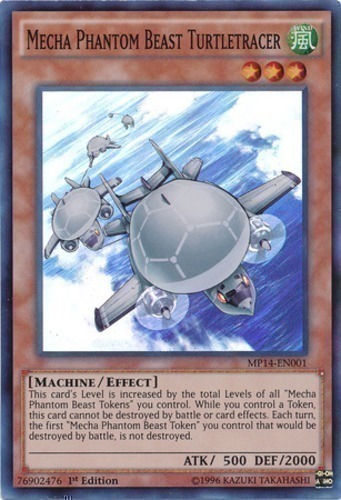 MECHA PHANTOM BEAST TURTLETRACER
WIND
風
MP14-EN001
[MACHINE/EFFECT]
This card's Level is increased by the total Levels of all "Mecha
Phantom Beast Tokens" you control. While you control a Token,
this card cannot be destroyed by battle or card effects. Each turn,
the first "Mecha Phantom Beast Token" you control that would be
destroyed by battle, is not destroyed.
ATK/ 500 DEF/2000
76902476 1st Edition ©1996 KAZUKI TAKAHASHI